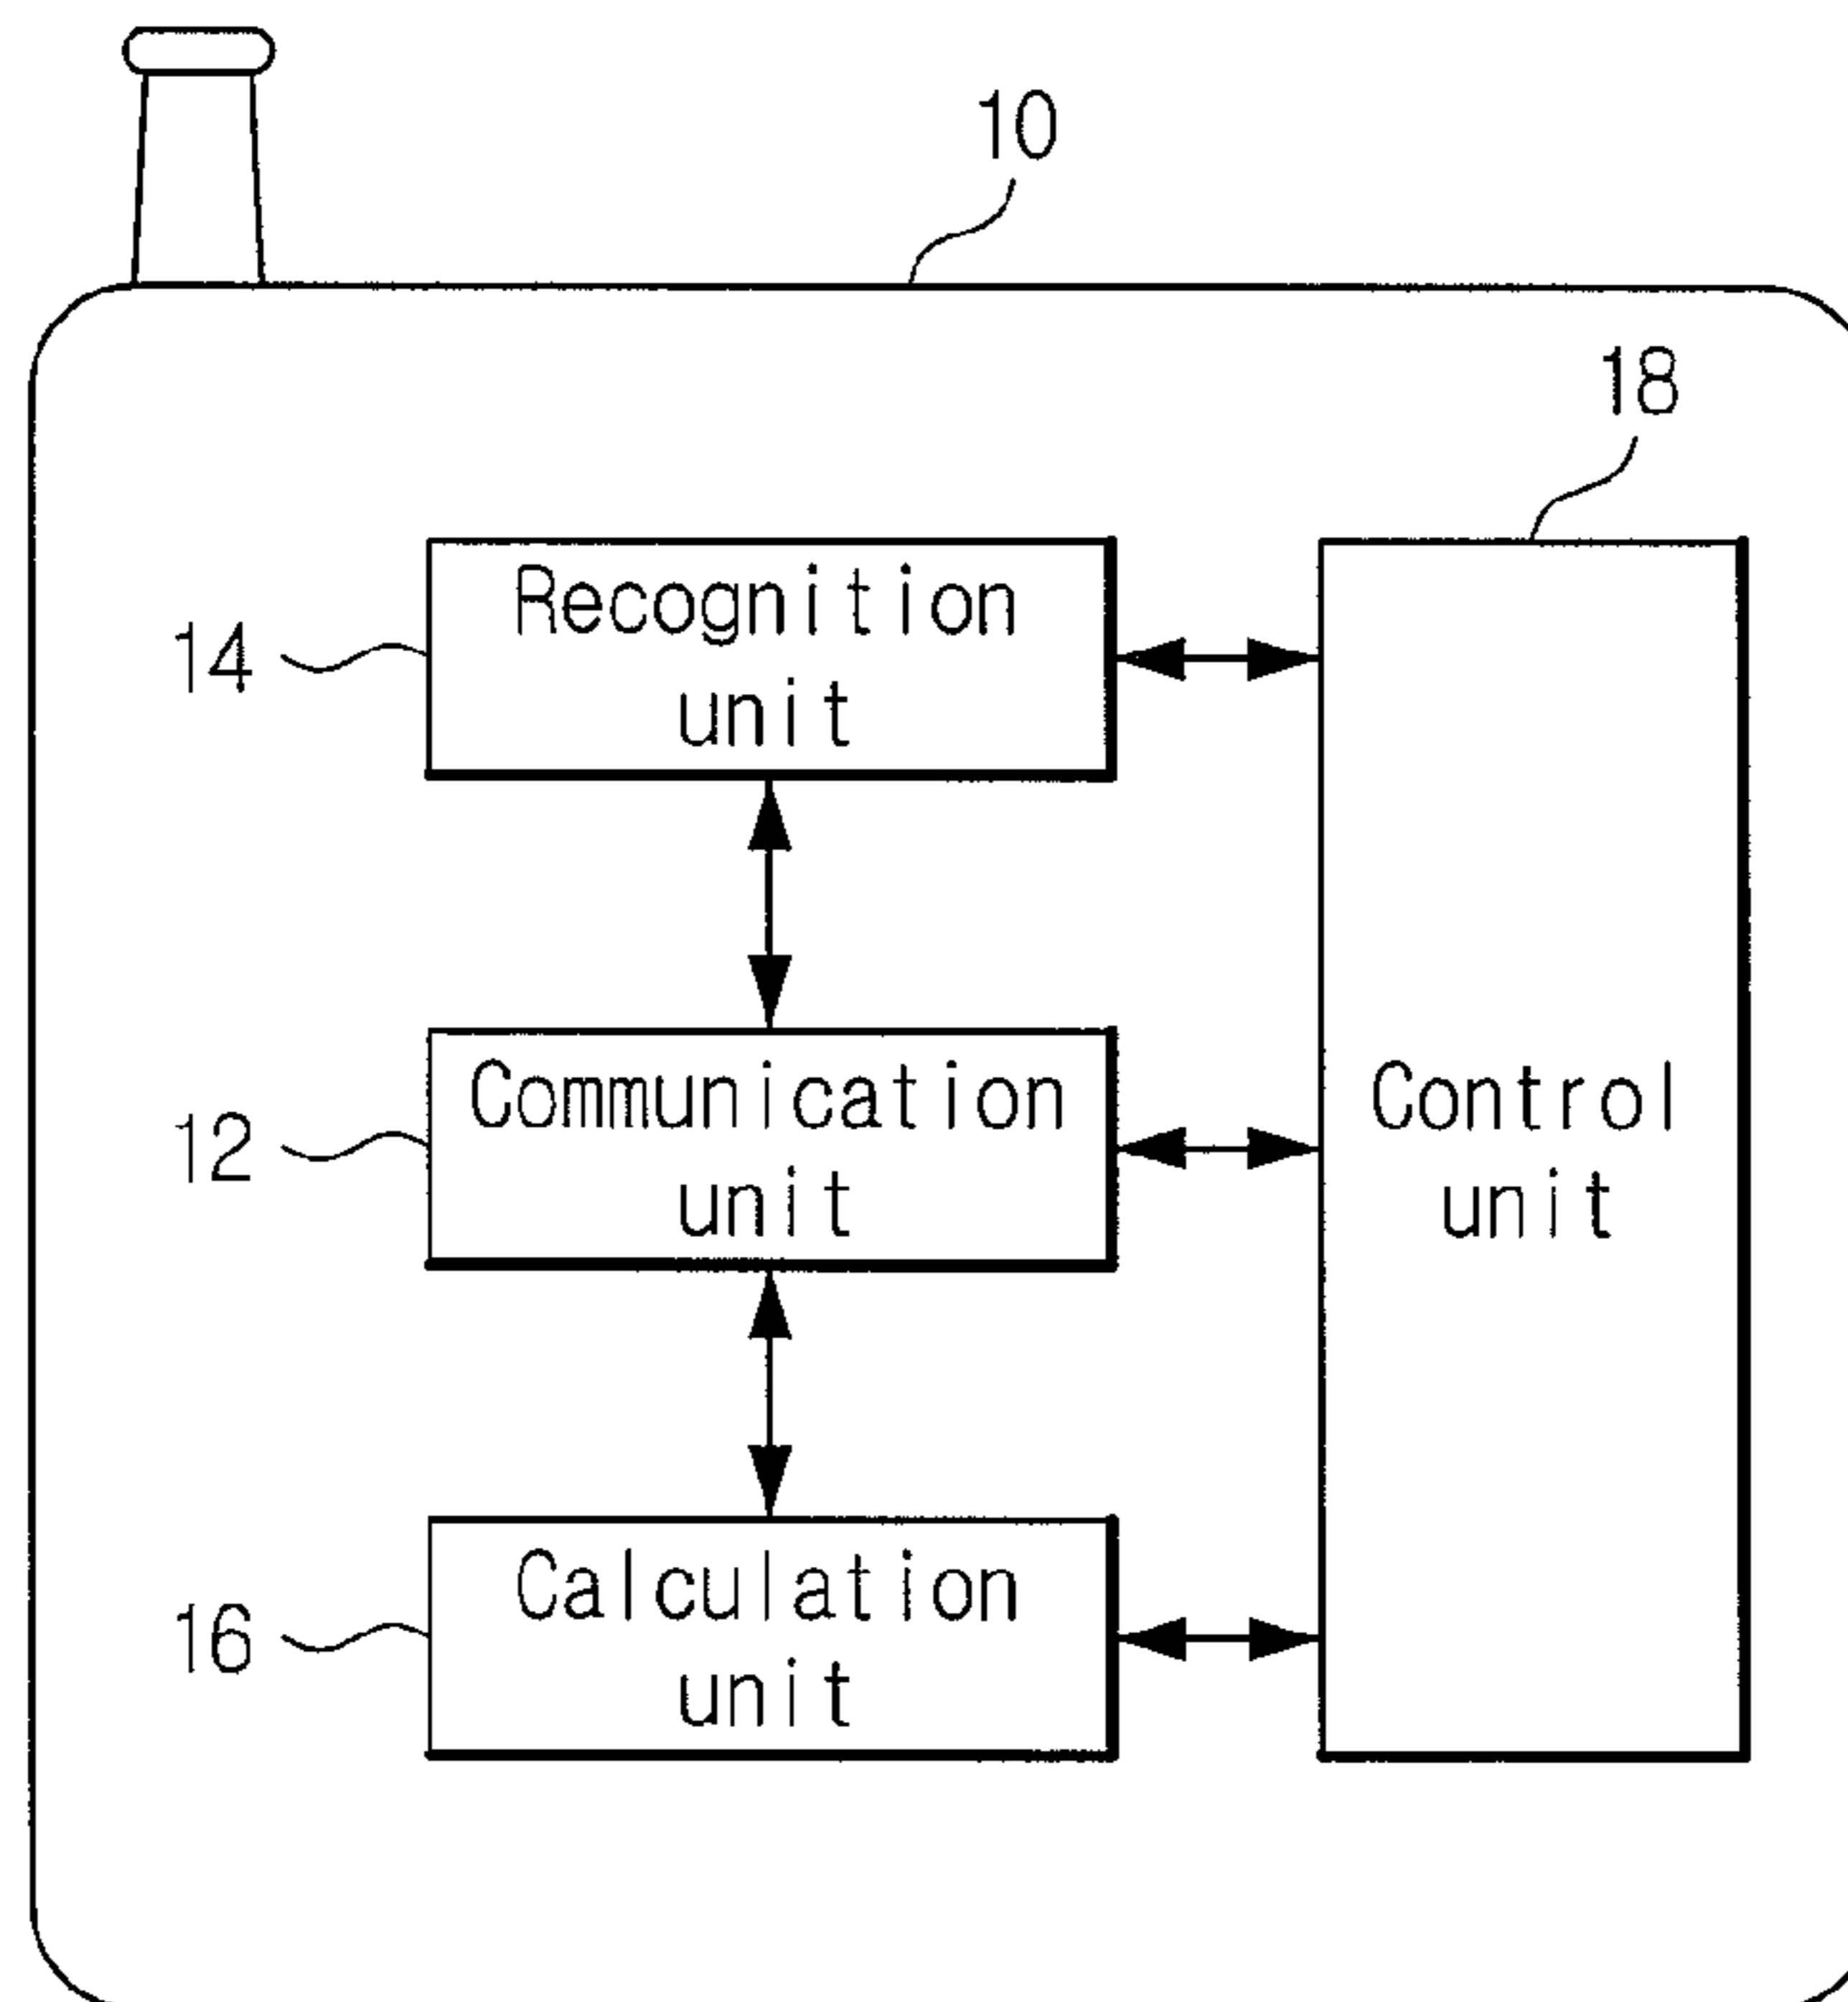 10
18
14
Recognition
unit
12
Communication
unit
Control
unit
16
Calculation
unit